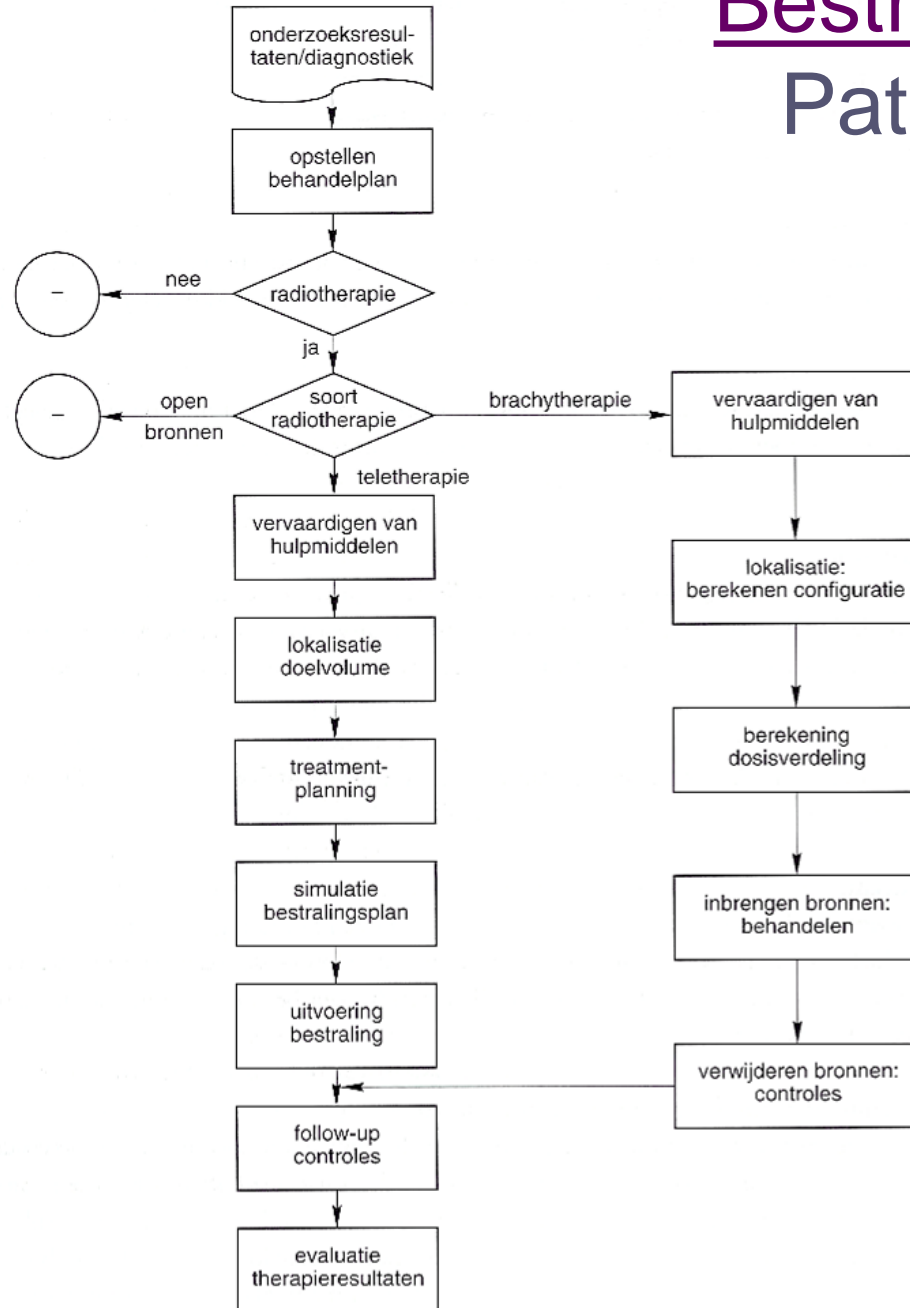 Bestr
Pat
onderzoeksresul-
taten/diagnostiek
opstellen
behandelplan
nee
–
radiotherapie
ja
–
open
bronnen
soort
radiotherapie
brachytherapie
teletherapie
vervaardigen van
hulpmiddelen
lokalisatie
doelvolume
treatment-
planning
simulatie
bestralingsplan
uitvoering
bestraling
vervaardigen van
hulpmiddelen
lokalisatie:
berekenen configuratie
berekening
dosisverdeling
inbrengen bronnen:
behandelen
verwijderen bronnen:
controles
follow-up
controles
evaluatie
therapieresultaten